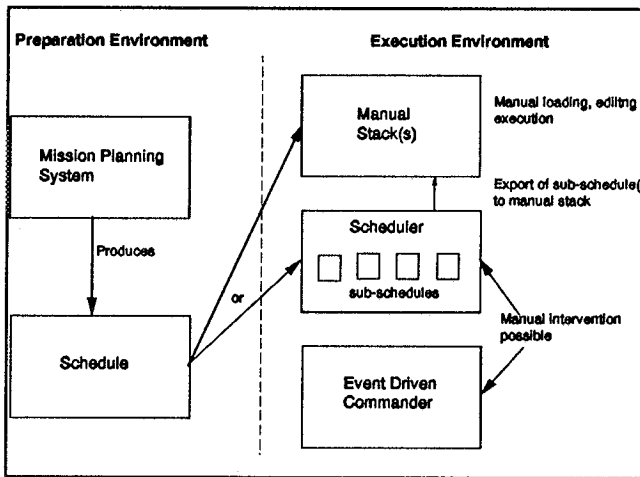 Preparation Environment
Execution Environment
Mission Planning
System
Produces
Schedule
or
Manual
Stack(s)
Manual loading, editng
execution
Export of sub-schedule(
to manual stack
Scheduler
sub-schedules
Manual intervention
possible
Event Driven
Commander